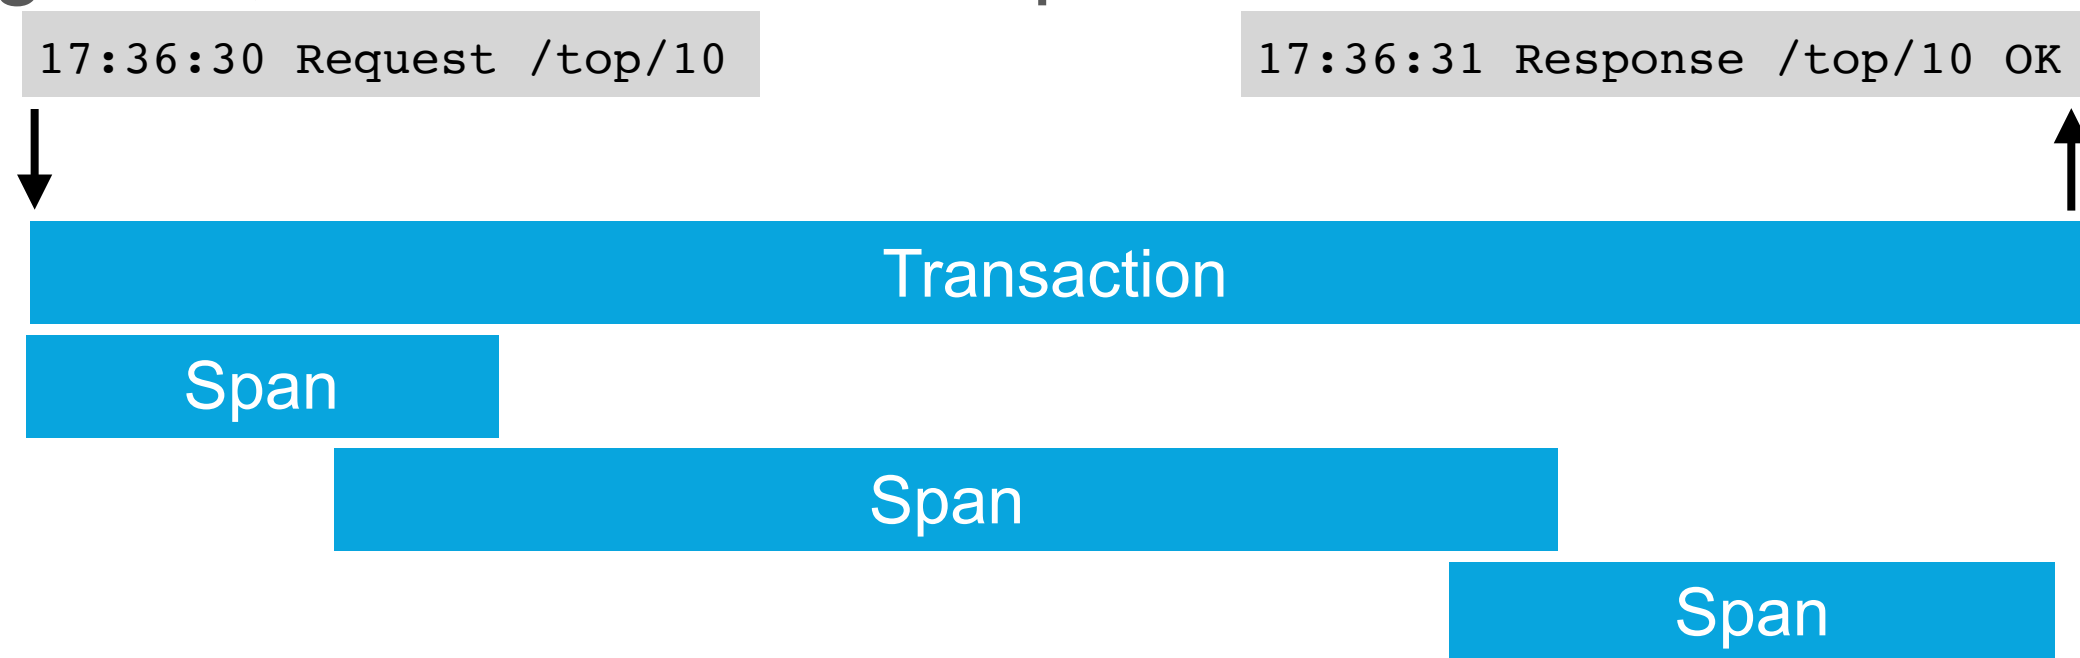 17:36:30 Request /top/10
17:36:31 Response /top/10 OK
Transaction
Span
Span
Span